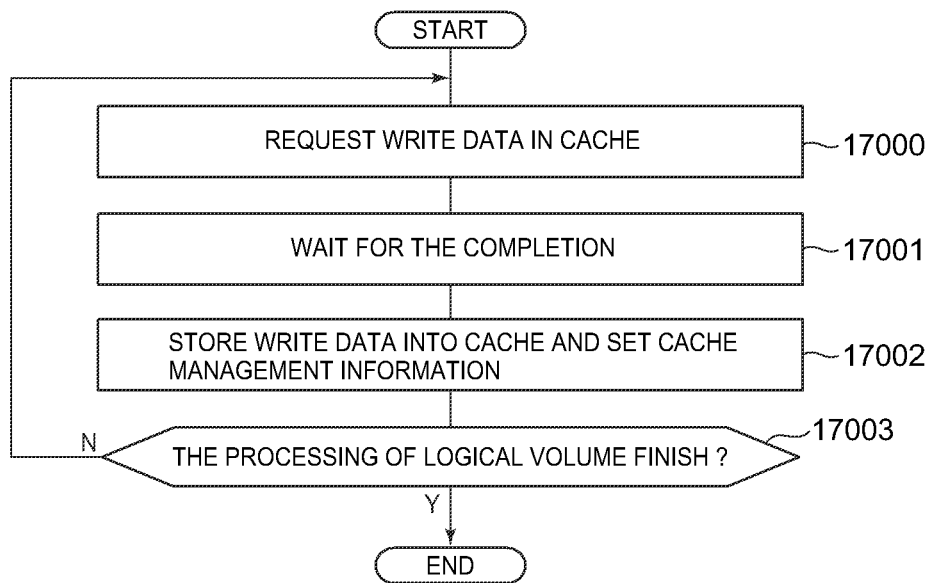 START
REQUEST WRITE DATA IN CACHE
17000
WAIT FOR THE COMPLETION
17001
STORE WRITE DATA INTO CACHE AND SET CACHE
MANAGEMENT INFORMATION
17002
17003
N
THE PROCESSING OF LOGICAL VOLUME FINISH ?
Y
END